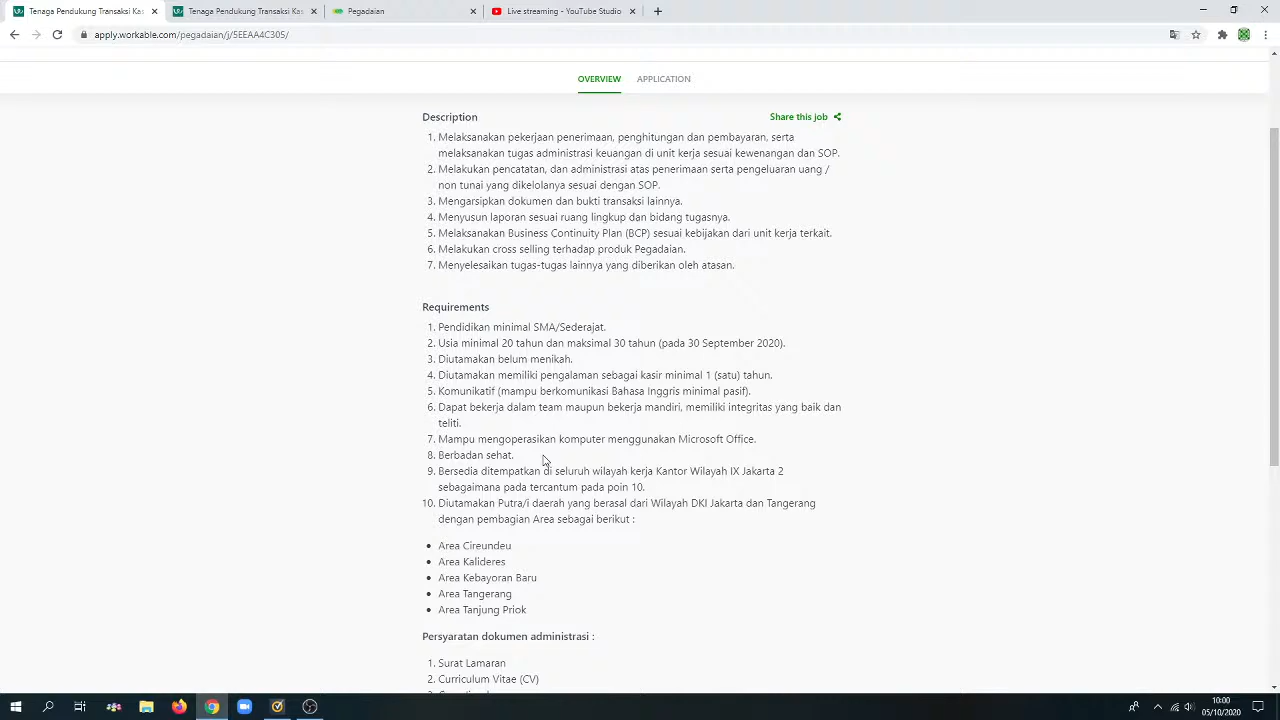 Tenaga Pendukung Transaksi Kas
Tenaga Pendukung Transaksi Kas
Pegadaian
Live streaming - YouTube Studio
apply.workable.com/pegadaian/j/5EEAA4C305/
OVERVIEW
APPLICATION
Description
Share this job
1. Melaksanakan pekerjaan penerimaan, penghitungan dan pembayaran, serta
melaksanakan tugas administrasi keuangan di unit kerja sesuai kewenangan dan SOP.
2. Melakukan pencatatan, dan administrasi atas penerimaan serta pengeluaran uang /
non tunai yang dikelolanya sesuai dengan SOP.
3. Mengarsipkan dokumen dan bukti transaksi lainnya.
4. Menyusun laporan sesuai ruang lingkup dan bidang tugasnya.
5. Melaksanakan Business Continuity Plan (BCP) sesuai kebijakan dari unit kerja terkait.
6. Melakukan cross selling terhadap produk Pegadaian.
7. Menyelesaikan tugas-tugas lainnya yang diberikan oleh atasan.
Requirements
1. Pendidikan minimal SMA/Sederajat.
2. Usia minimal 20 tahun dan maksimal 30 tahun (pada 30 September 2020).
3. Diutamakan belum menikah.
4. Diutamakan memiliki pengalaman sebagai kasir minimal 1 (satu) tahun.
5. Komunikatif (mampu berkomunikasi Bahasa Inggris minimal pasif).
6. Dapat bekerja dalam team maupun bekerja mandiri, memiliki integritas yang baik dan
teliti.
7. Mampu mengoperasikan komputer menggunakan Microsoft Office.
8. Berbadan sehat.
9. Bersedia ditempatkan di seluruh wilayah kerja Kantor Wilayah IX Jakarta 2
sebagaimana pada tercantum pada poin 10.
10. Diutamakan Putra/i daerah yang berasal dari Wilayah DKI Jakarta dan Tangerang
dengan pembagian Area sebagai berikut :
• Area Cireundeu
• Area Kalideres
• Area Kebayoran Baru
• Area Tangerang
• Area Tanjung Priok
Persyaratan dokumen administrasi :
1. Surat Lamaran
2. Curriculum Vitae (CV)
10:00
05/10/2020